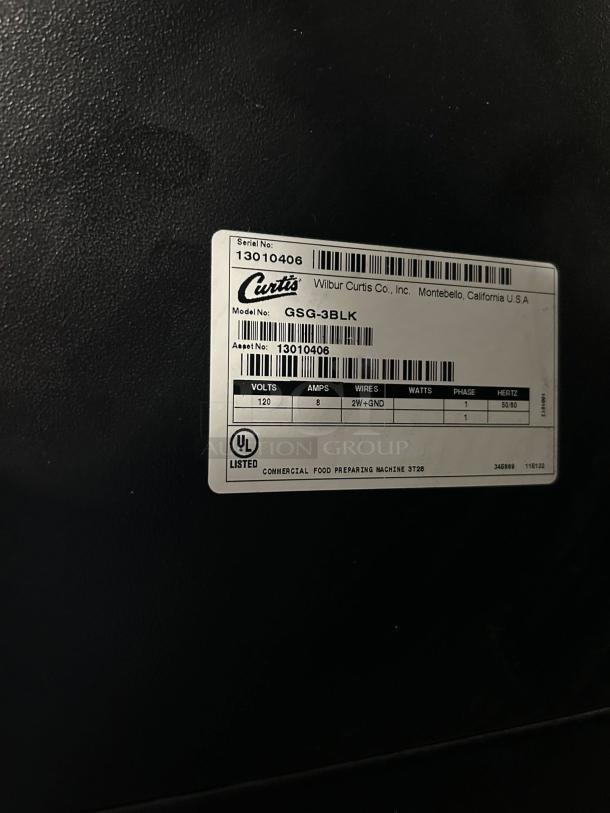 Serial No:
13010406
Curtis Wilbur Curtis Co., Inc. Montebello, California U.S.A
Model No: GSG-3BLK
Asset No: 13010406
VOLTS AMPS WIRES WATTS PHASE HERTZ
120 8 2W+GND 1 50/60
1
UL
LISTED
AUCTION GROUP
COMMERCIAL FOOD PREPARING MACHINE 3T28